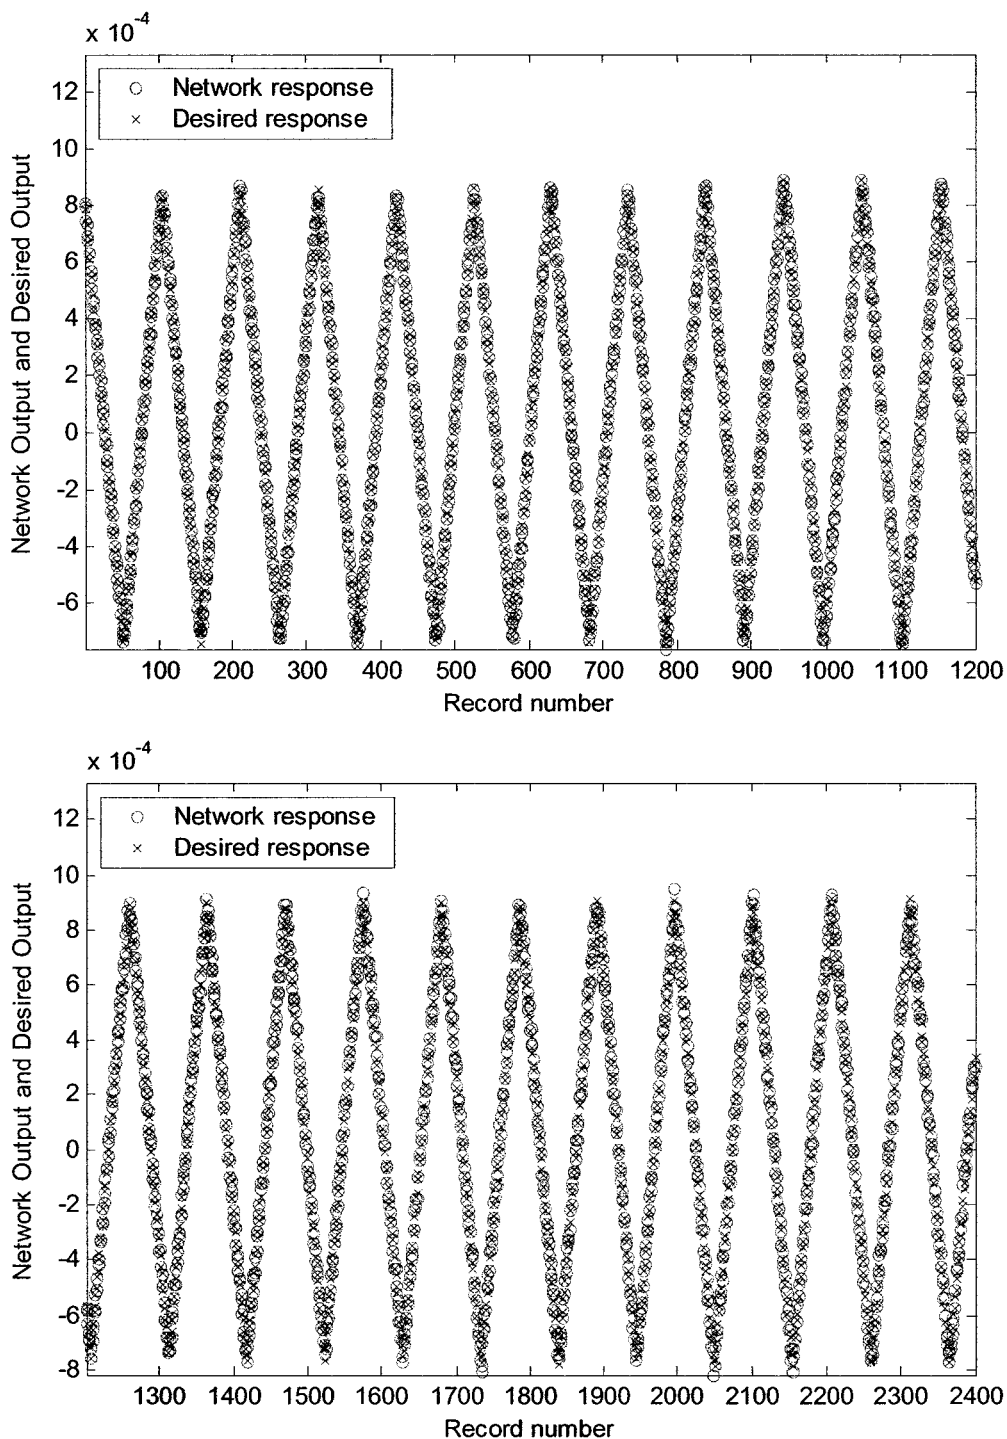 x 10-4
12
10
8
6
4
2
0
-2
-4
-6
Network Output and Desired Output
Network response
Desired response
100 200 300 400 500 600 700 800 900 1000 1100 1200
Record number
x 10-4
12
10
8
6
4
2
0
-2
-4
-6
-8
Network Output and Desired Output
Network response
Desired response
1300 1400 1500 1600 1700 1800 1900 2000 2100 2200 2300 2400
Record number